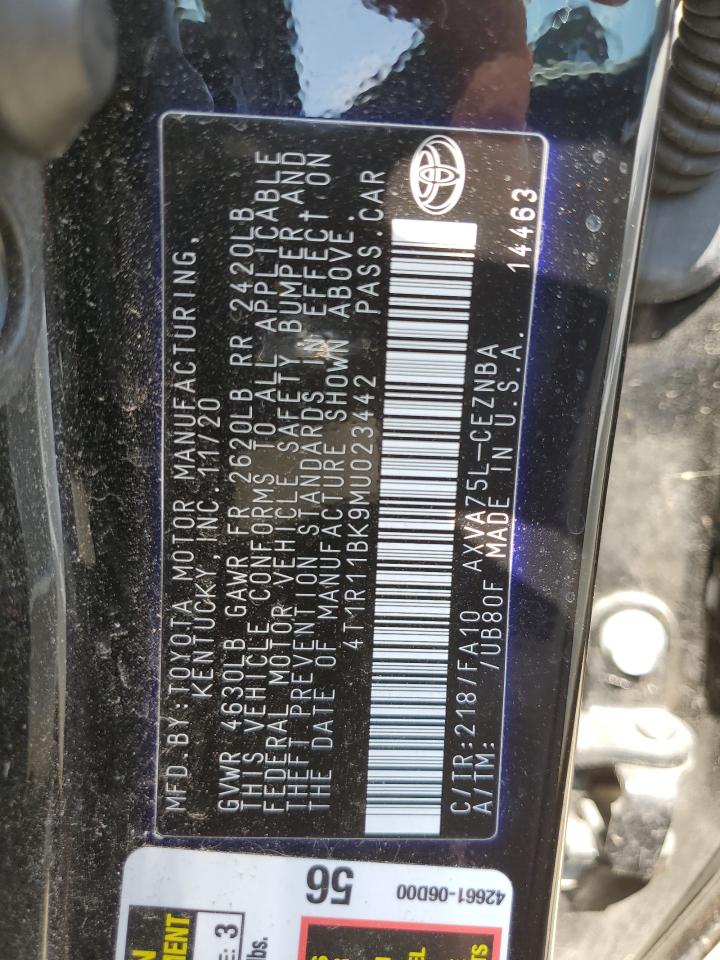 MFD. BY: TOYOTA MOTOR MANUFACTURING,
KENTUCKY, INC. 11/20
GVWR 4630LB GAWR FR 2620LB RR 2420LB
THIS VEHICLE CONFORMS TO ALL APPLICABLE
FEDERAL MOTOR VEHICLE SAFETY BUMPER, AND
THEFT PREVENTION STANDARDS IN EFFECT ON
THE DATE OF MANUFACTURE SHOWN ABOVE.
4T1R11BK9MU023442 PASS.CAR
C/TR:218/FA10 AXVA75L-CEZNBA
A/TM: /UB80F MADE IN U.S.A. 14463
56
42661-06D00
3
lbs.